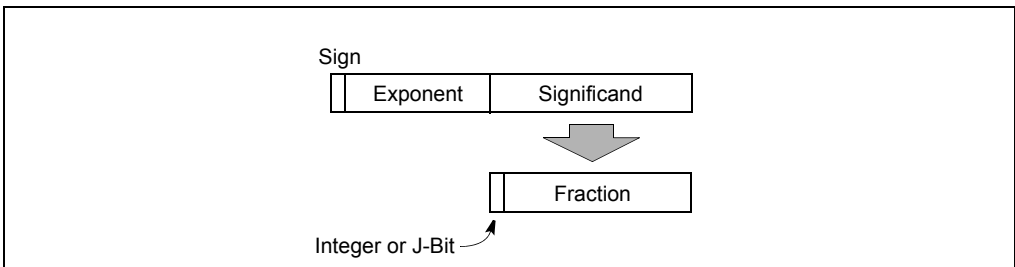 Sign
Exponent Significand
Fraction
Integer or J-Bit